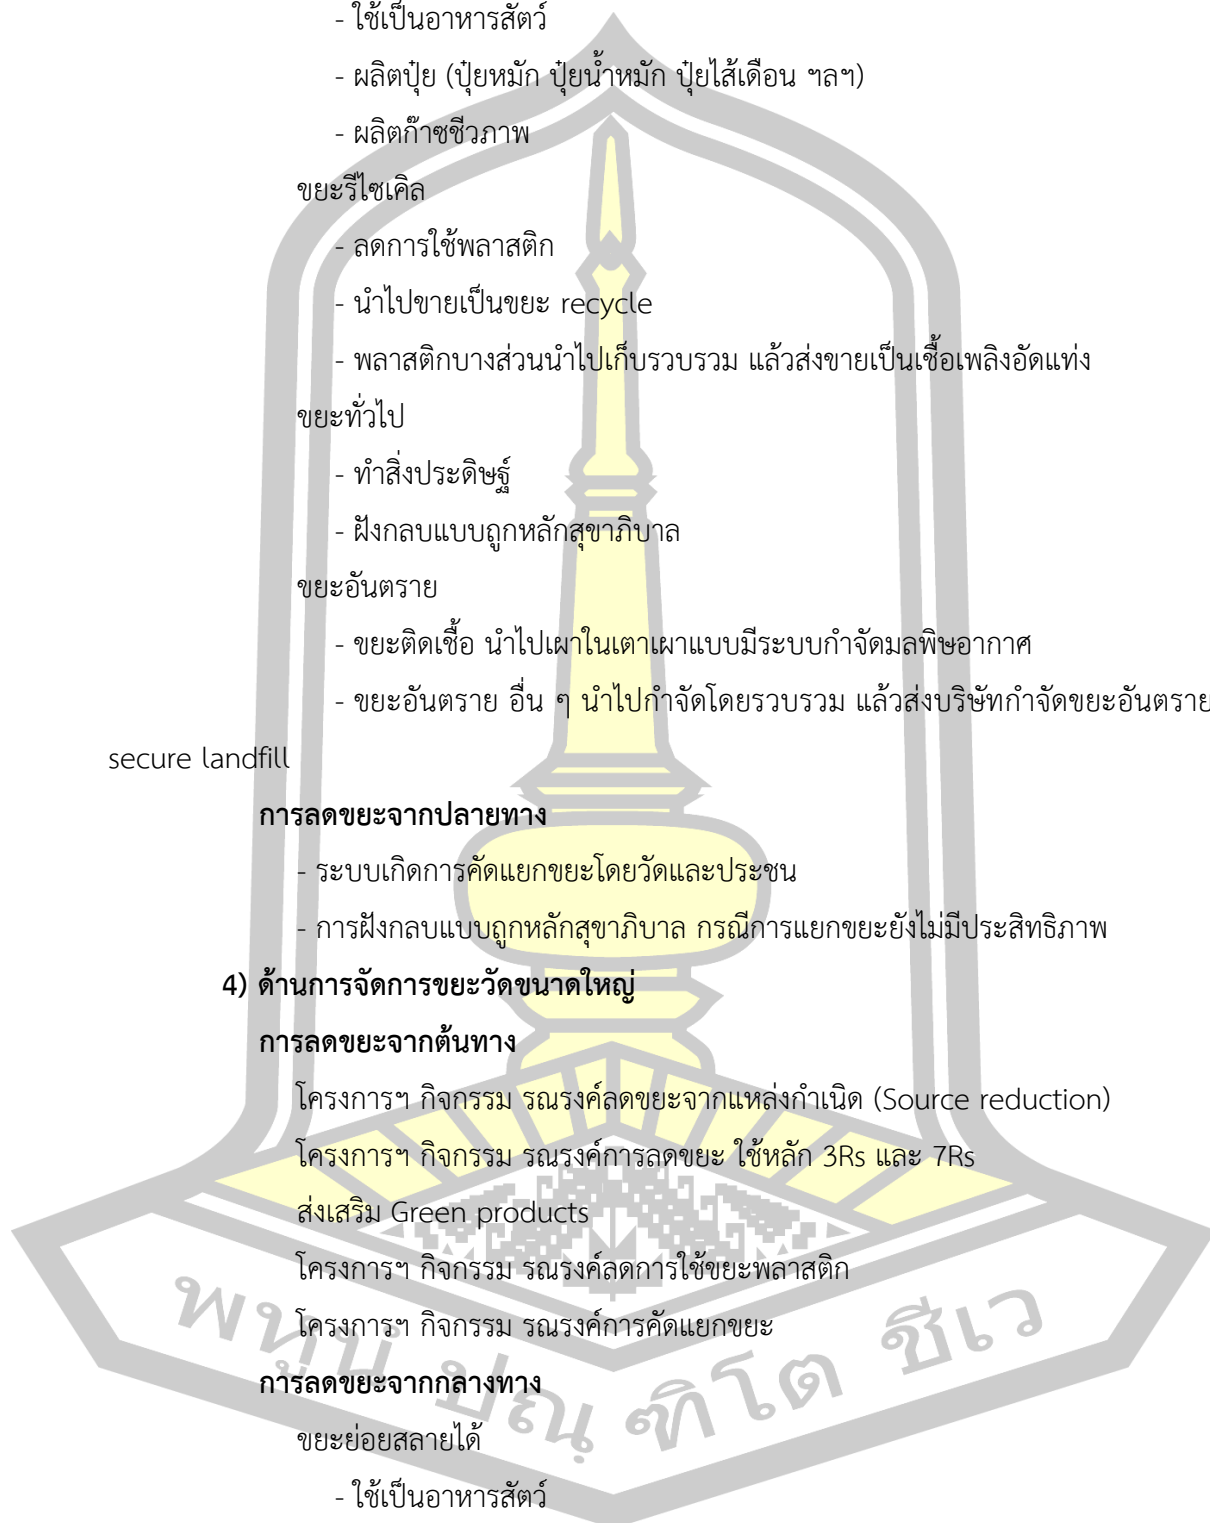 - ใช้เป็นอาหารสัตว์
- ผลิตปุ๋ย (ปุ๋ยหมัก ปุ๋ยน้ำหมัก ปุ๋ยไส้เดือน ฯลฯ)
- ผลิตก๊าซชีวภาพ
ขยะรีไซเคิล
- ลดการใช้พลาสติก
- นำไปขายเป็นขยะ recycle
- พลาสติกบางส่วนนำไปเก็บรวบรวม แล้วส่งขายเป็นเชื้อเพลิงอัดแท่ง
ขยะทั่วไป
- ทำสิ่งประดิษฐ์
- ฝังกลบแบบถูกหลักสุขาภิบาล
ขยะอันตราย
- ขยะติดเชื้อ นำไปเผาในเตาเผาแบบมีระบบกำจัดมลพิษอากาศ
- ขยะอันตราย อื่น ๆ นำไปกำจัดโดยรวบรวม แล้วส่งบริษัทกำจัดขยะอันตราย
secure landfill
การลดขยะจากปลายทาง
- ระบบเกิดการคัดแยกขยะโดยวัดและประชน
- การฝังกลบแบบถูกหลักสุขาภิบาล กรณีการแยกขยะยังไม่มีประสิทธิภาพ
4) ด้านการจัดการขยะวัดขนาดใหญ่
การลดขยะจากต้นทาง
โครงการฯ กิจกรรม รณรงค์ลดขยะจากแหล่งกำเนิด (Source reduction)
โครงการฯ กิจกรรม รณรงค์การลดขยะ ใช้หลัก 3Rs และ 7Rs
ส่งเสริม Green products
โครงการฯ กิจกรรม รณรงค์ลดการใช้ขยะพลาสติก
โครงการฯ กิจกรรม รณรงค์การคัดแยกขยะ
การลดขยะจากกลางทาง
ขยะย่อยสลายได้
- ใช้เป็นอาหารสัตว์
พหูนํ ปณฺฑิโต ชีเว